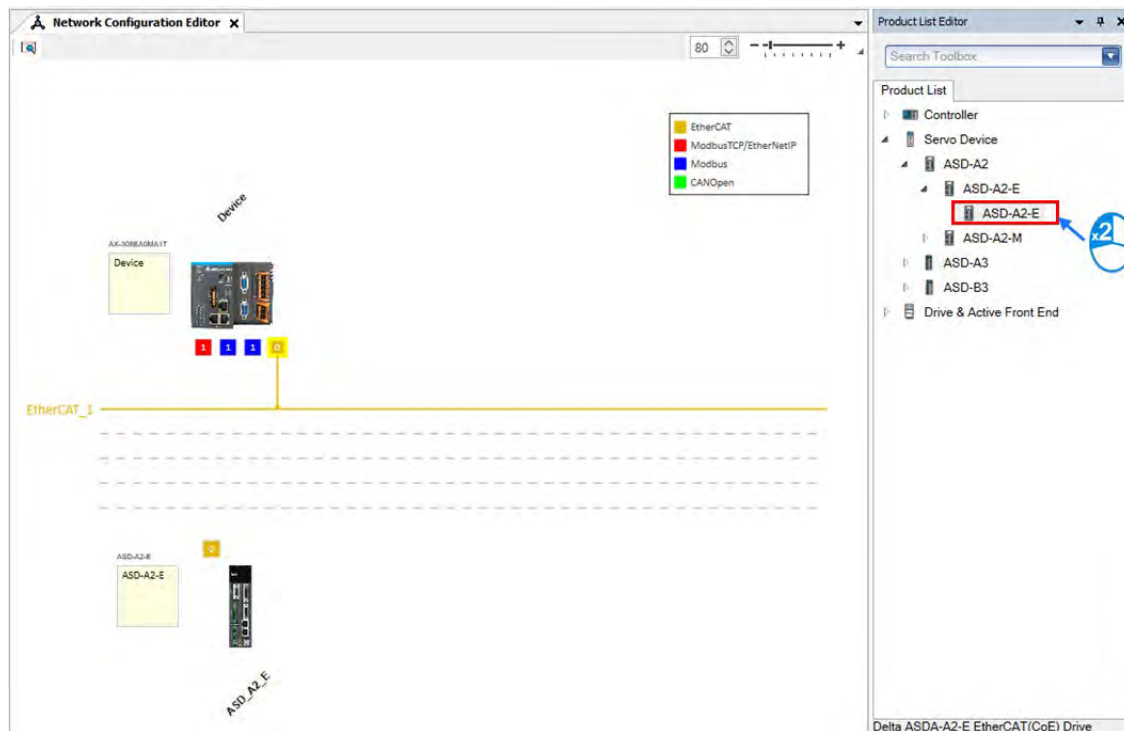 Network Configuration Editor
80
EtherCAT
ModbusTCP/EtherNetIP
Modbus
CANOpen
Device
AX-308EA0MA1T
Device
1
1
1
0
EtherCAT_1
0
ASD-A2-E
ASD-A2-E
ASD_A2_E
Product List Editor
Search Toolbox
Product List
Controller
Servo Device
ASD-A2
ASD-A2-E
ASD-A2-E
x2
ASD-A2-M
ASD-A3
ASD-B3
Drive & Active Front End
Delta ASDA-A2-E EtherCAT(CoE) Drive